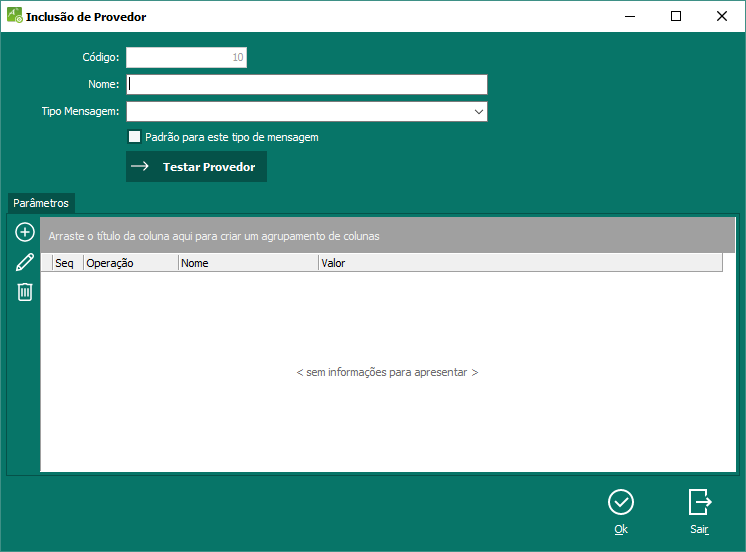 Inclusão de Provedor
Código: 10
Nome:
Tipo Mensagem:
Padrão para este tipo de mensagem
Testar Provedor
Parâmetros
Arraste o título da coluna aqui para criar um agrupamento de colunas
Seq Operação Nome Valor
< sem informações para apresentar >
Ok Sair